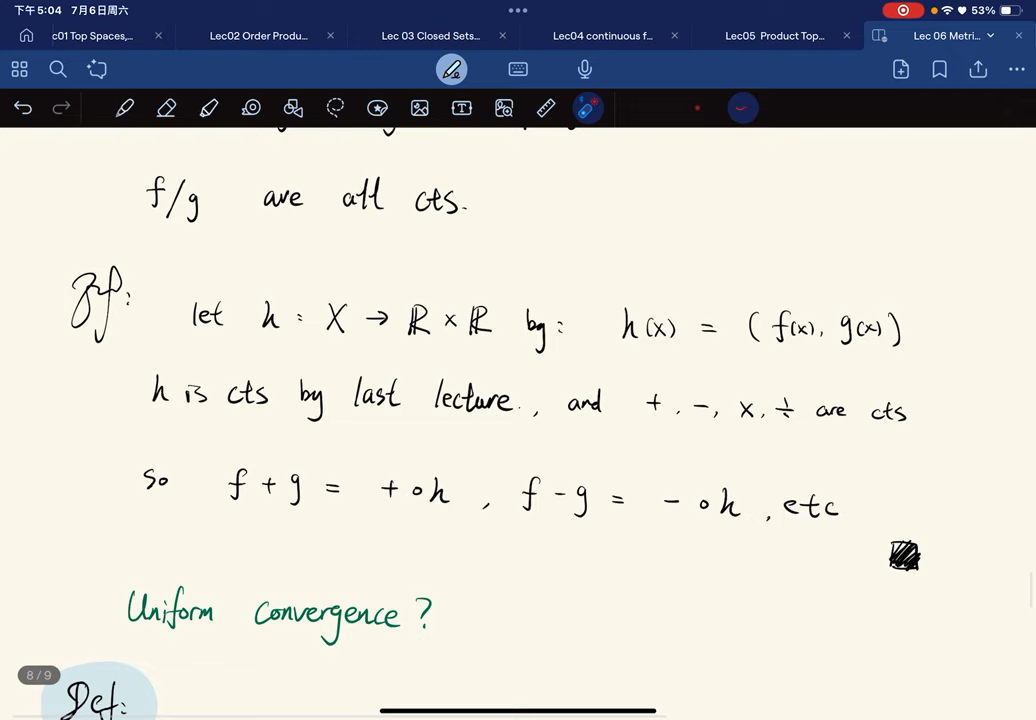 下午5:04 7月6日周六
53%
c01 Top Spaces,...
Lec02 Order Produ...
Lec 03 Closed Sets...
Lec04 continuous f...
Lec05 Product Top...
Lec 06 Metri...
f/g are all cts.
Pf:
let h : X → ℝ × ℝ by : h(x) = ( f(x), g(x) )
h is cts by last lecture., and +, -, ×, ÷ are cts
so f + g = + ∘ h , f - g = - ∘ h , etc
Uniform convergence ?
8 / 9
Def: